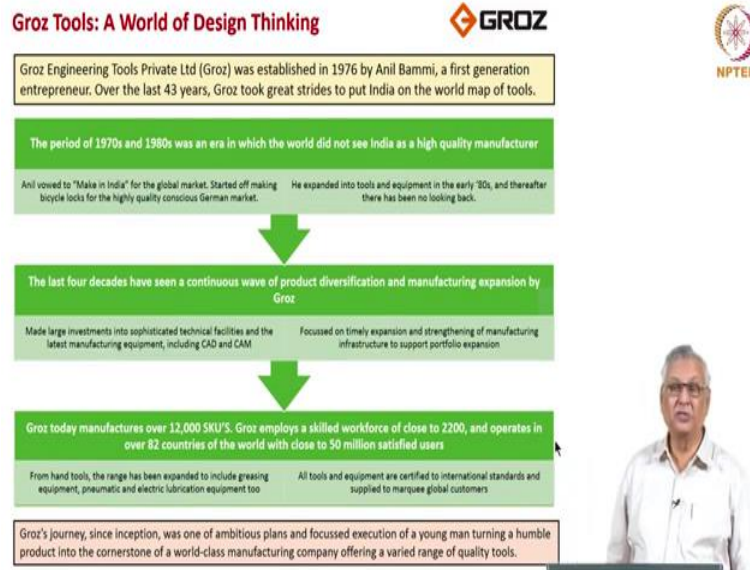 Groz Tools: A World of Design Thinking
GROZ
NPTEL
Groz Engineering Tools Private Ltd (Groz) was established in 1976 by Anil Bammi, a first generation
entrepreneur. Over the last 43 years, Groz took great strides to put India on the world map of tools.
The period of 1970s and 1980s was an era in which the world did not see India as a high quality manufacturer
Anil vowed to "Make in India" for the global market. Started off making
bicycle locks for the highly quality conscious German market.
He expanded into tools and equipment in the early '80s, and thereafter
there has been no looking back.
The last four decades have seen a continuous wave of product diversification and manufacturing expansion by
Groz
Made large investments into sophisticated technical facilities and the
latest manufacturing equipment, including CAD and CAM
Focussed on timely expansion and strengthening of manufacturing
infrastructure to support portfolio expansion
Groz today manufactures over 12,000 SKU'S. Groz employs a skilled workforce of close to 2200, and operates in
over 82 countries of the world with close to 50 million satisfied users
From hand tools, the range has been expanded to include greasing
equipment, pneumatic and electric lubrication equipment too
All tools and equipment are certified to international standards and
supplied to marquee global customers
Groz's journey, since inception, was one of ambitious plans and focussed execution of a young man turning a humble
product into the cornerstone of a world-class manufacturing company offering a varied range of quality tools.